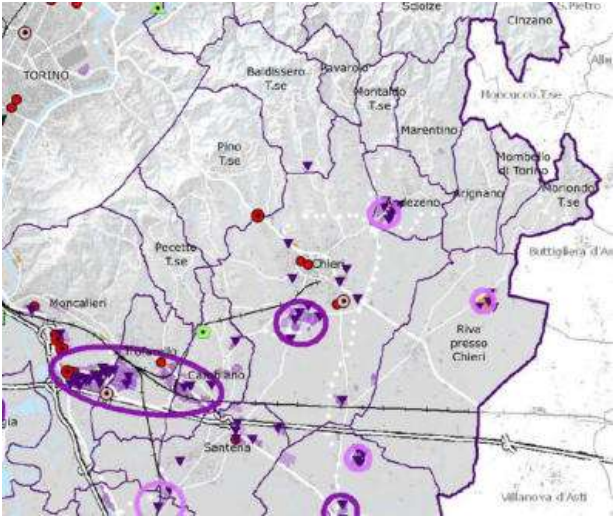 Sciolze
S.Pietro
Cinzano
TORINO
Baldissero
T.se
Pavarolo
Montaldo
T.se
Moncucco T.se
Marentino
Pino
T.se
Mombello
di Torino
Arignano
Moriondo
T.se
Pecetto
T.se
Chieri
Buttigliera d'As
Moncalieri
Riva
presso
Chieri
Trofarello
Cambiano
Santena
Villanova d'Asti